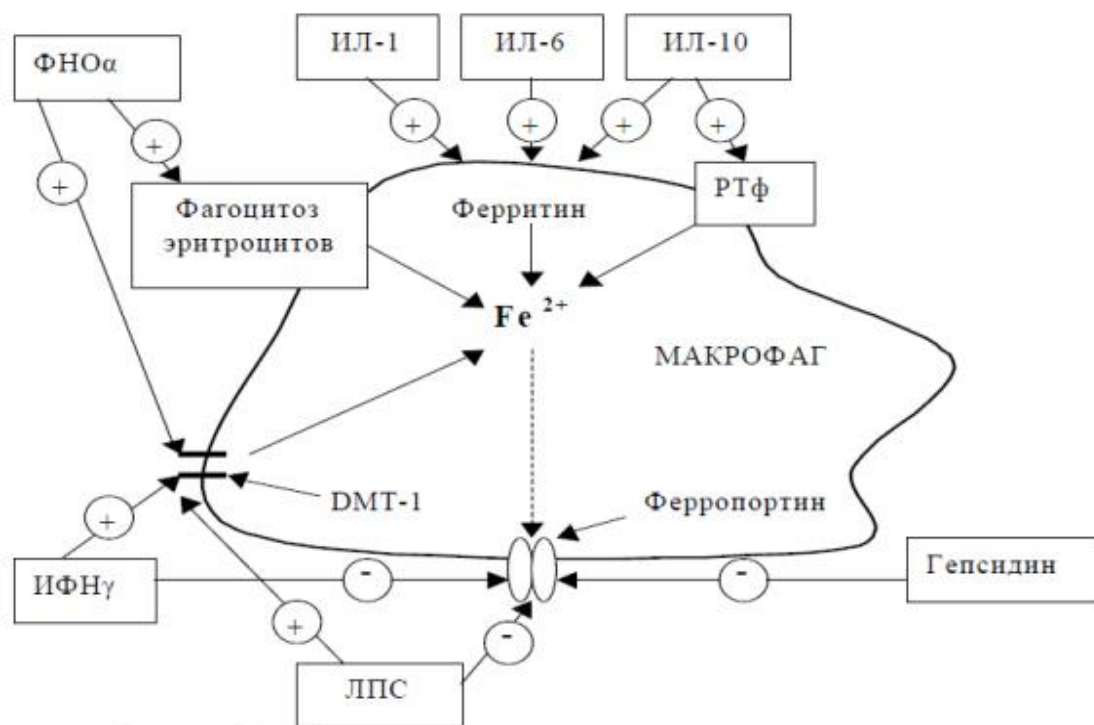 ФНОα
ИЛ-1
ИЛ-6
ИЛ-10
+
+
+
+
+
+
РТф
Фагоцитоз
эритроцитов
Ферритин
Fe 2+
МАКРОФАГ
DMT-1
Ферропортин
+
ИФНγ
-
-
Гепсидин
+
-
ЛПС